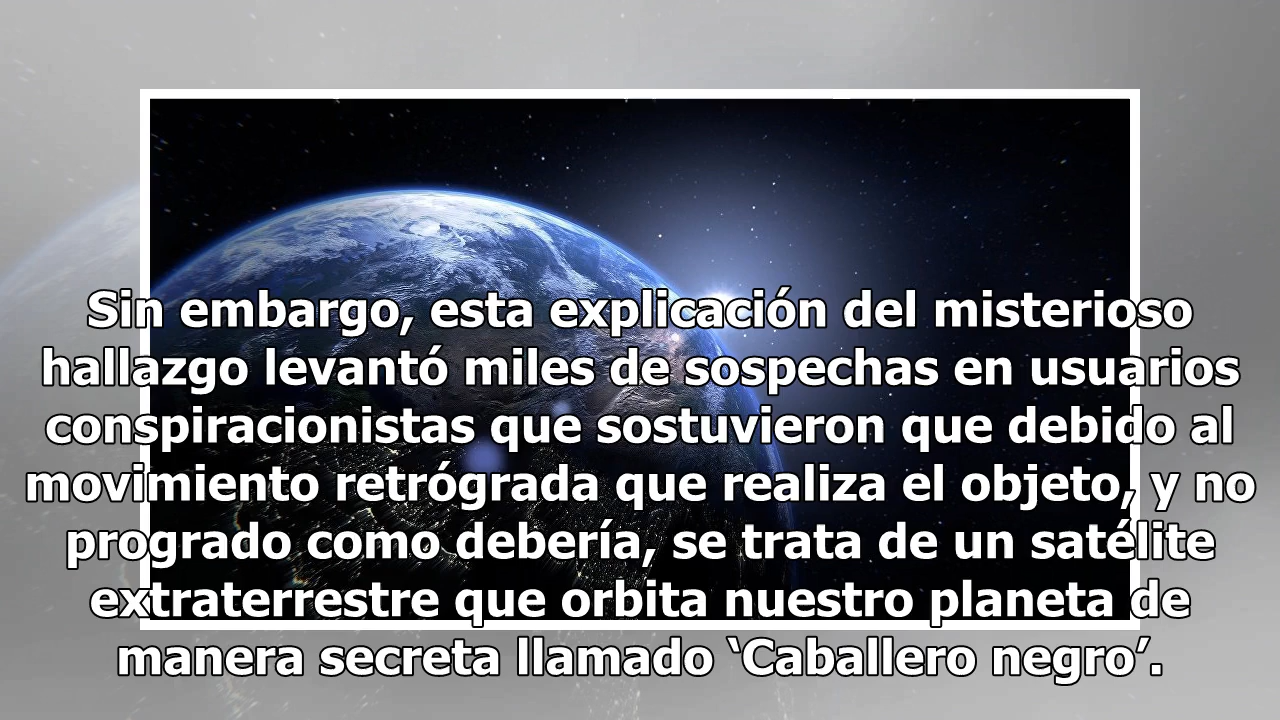 Sin embargo, esta explicación del misterioso
hallazgo levantó miles de sospechas en usuarios
conspiracionistas que sostuvieron que debido al
movimiento retrógrada que realiza el objeto, y no
progrado como debería, se trata de un satélite
extraterrestre que orbita nuestro planeta de
manera secreta llamado ‘Caballero negro’.